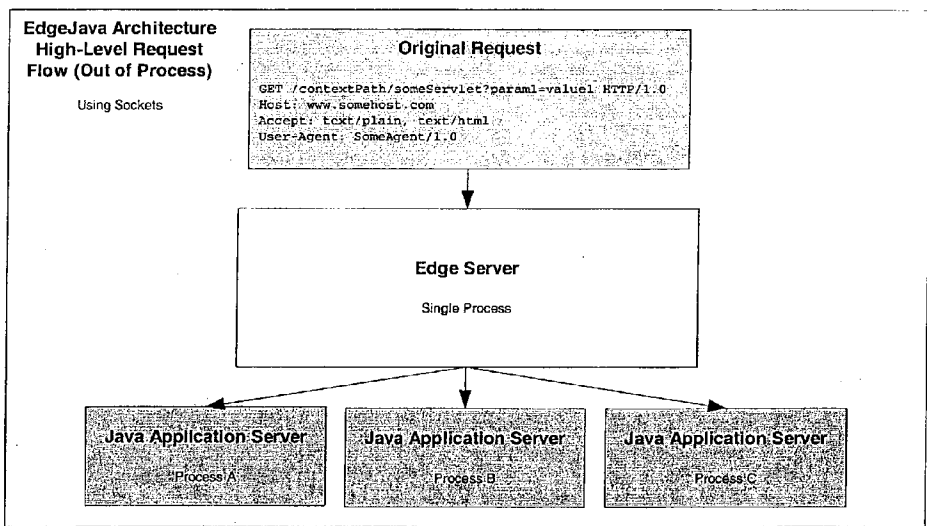 EdgeJava Architecture
High-Level Request
Flow (Out of Process)
Using Sockets
Original Request
GET /contextPath/someServlet?param1=value1 HTTP/1.0
Host: www.somehost.com
Accept: text/plain, text/html
User-Agent: SomeAgent/1.0
Edge Server
Single Process
Java Application Server
Process A
Java Application Server
Process B
Java Application Server
Process C